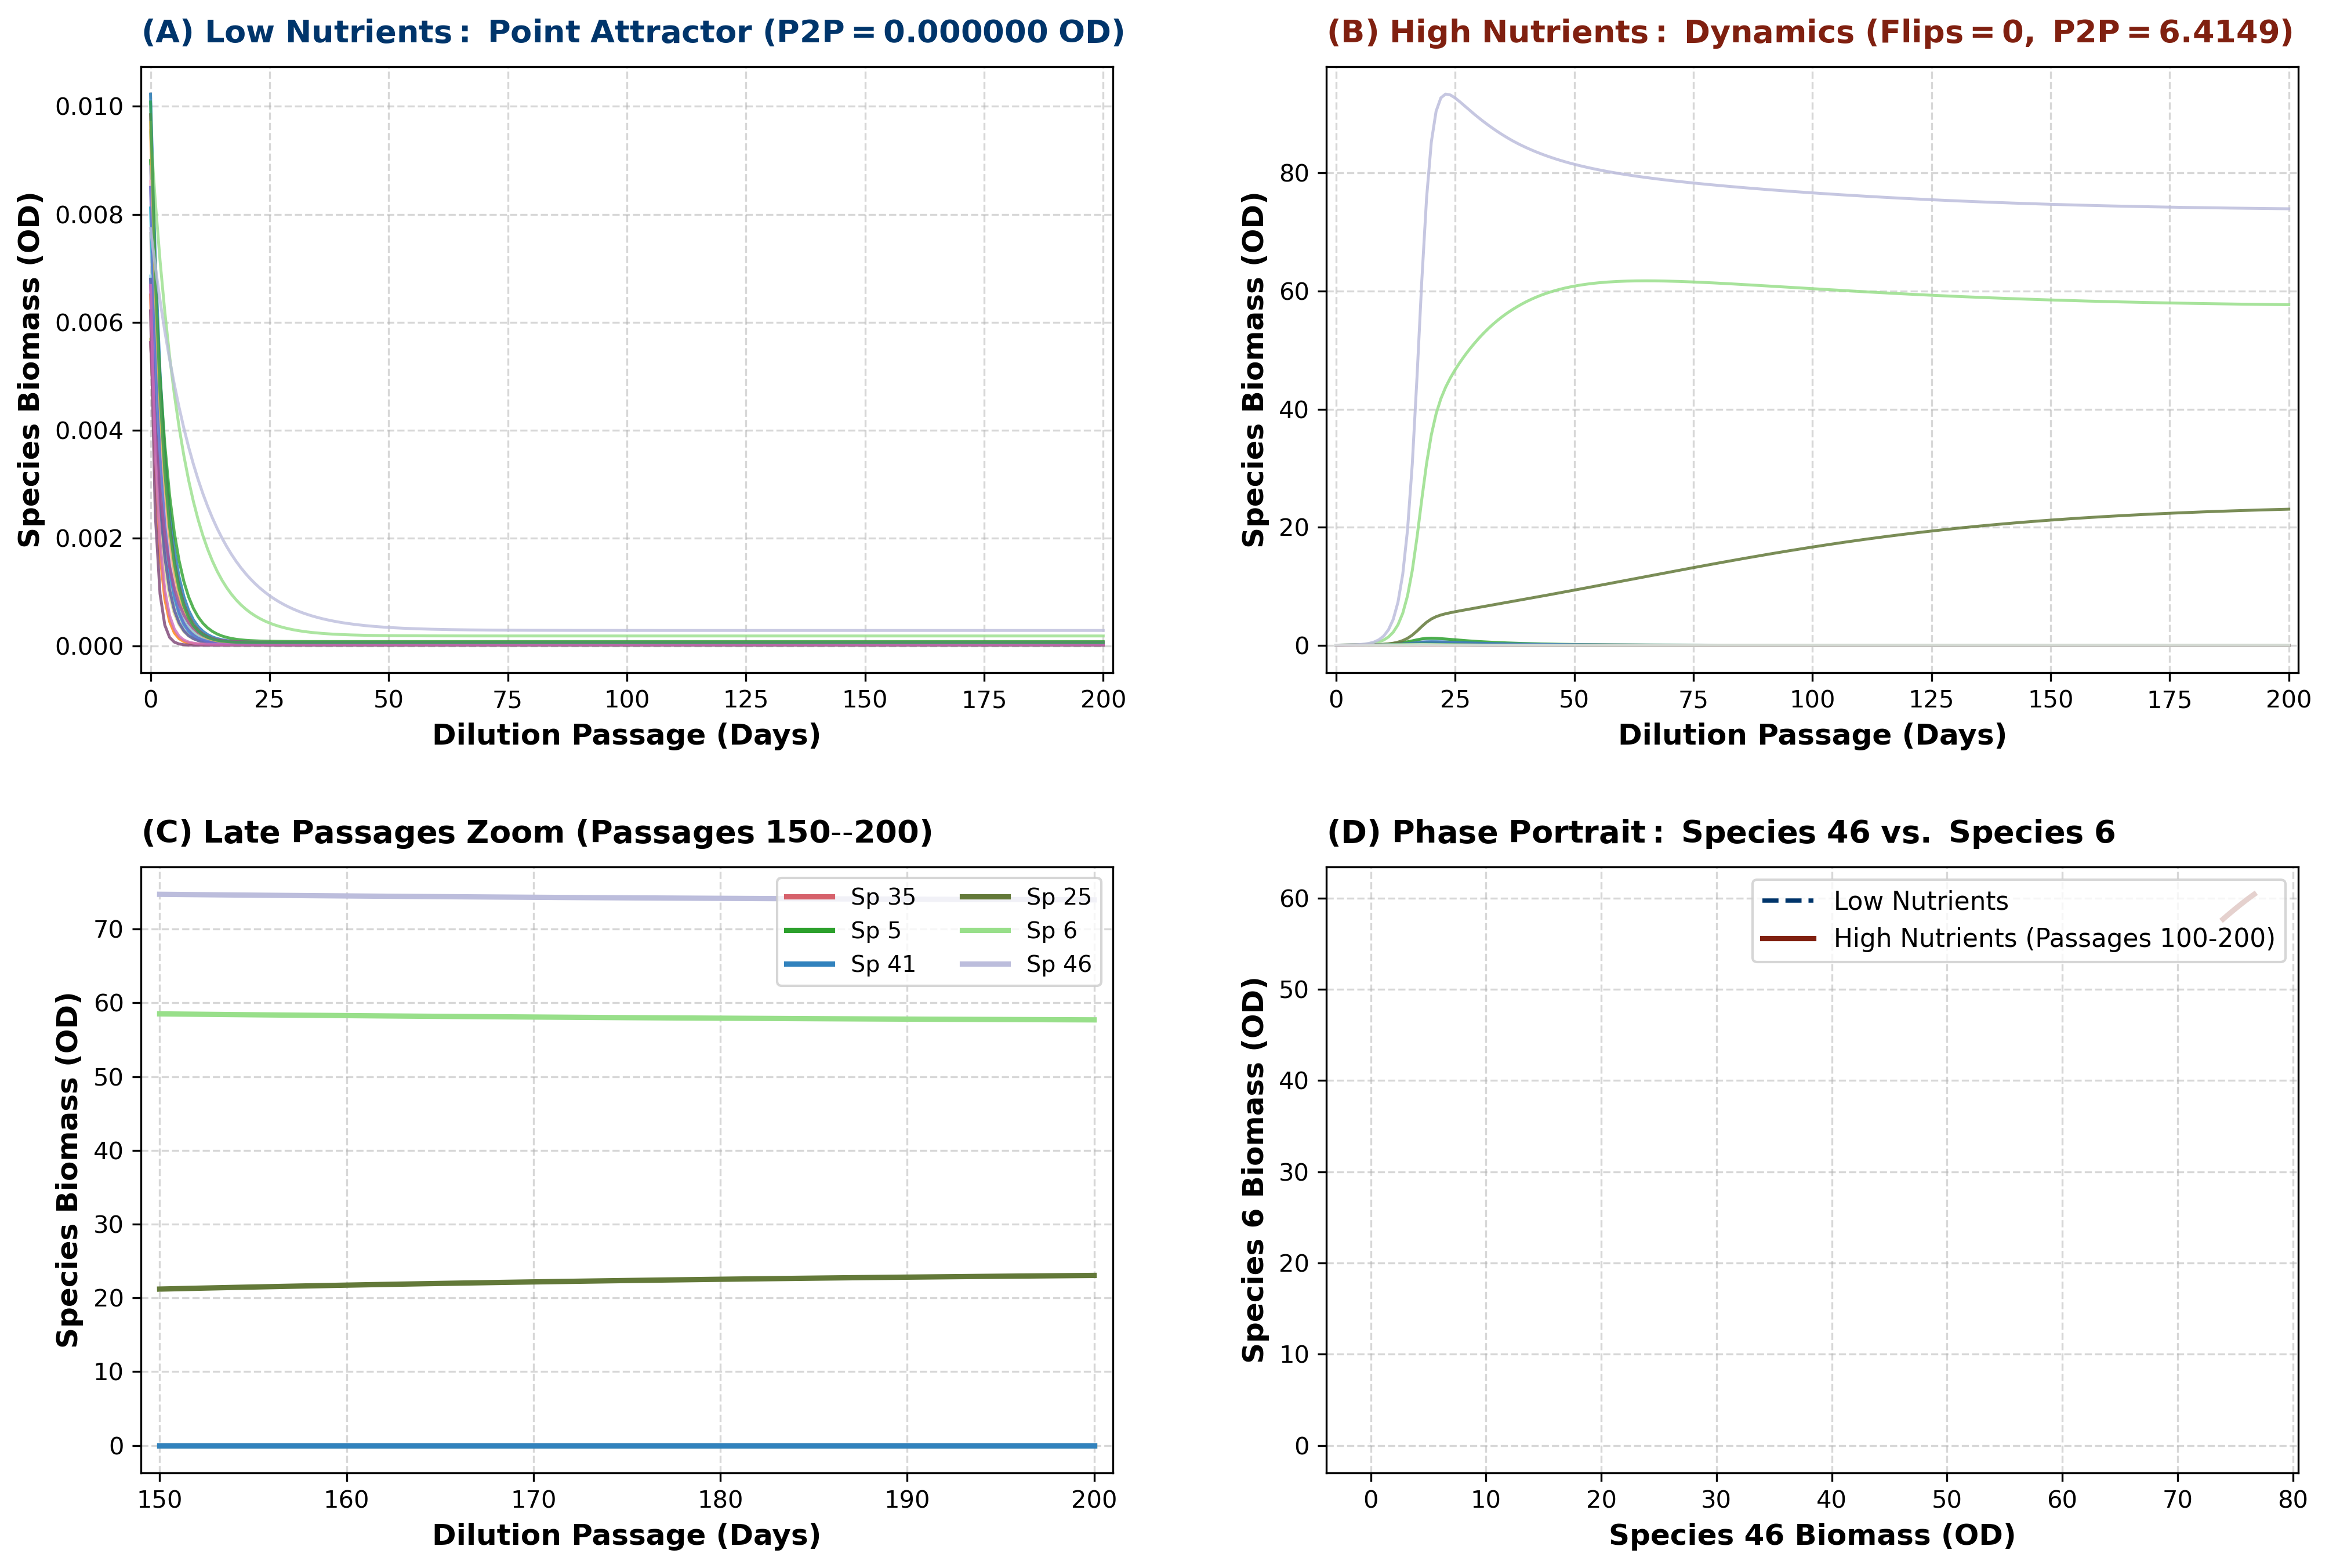 (A) Low Nutrients: Point Attractor (P2P = 0.000000 OD)
Species Biomass (OD)
0.010
0.008
0.006
0.004
0.002
0.000
0 25 50 75 100 125 150 175 200
Dilution Passage (Days)
(B) High Nutrients: Dynamics (Flips = 0, P2P = 6.4149)
Species Biomass (OD)
80
60
40
20
0
0 25 50 75 100 125 150 175 200
Dilution Passage (Days)
(C) Late Passages Zoom (Passages 150--200)
Species Biomass (OD)
70
60
50
40
30
20
10
0
Sp 35
Sp 5
Sp 41
Sp 25
Sp 6
Sp 46
150 160 170 180 190 200
Dilution Passage (Days)
(D) Phase Portrait: Species 46 vs. Species 6
Species 6 Biomass (OD)
60
50
40
30
20
10
0
Low Nutrients
High Nutrients (Passages 100-200)
0 10 20 30 40 50 60 70 80
Species 46 Biomass (OD)